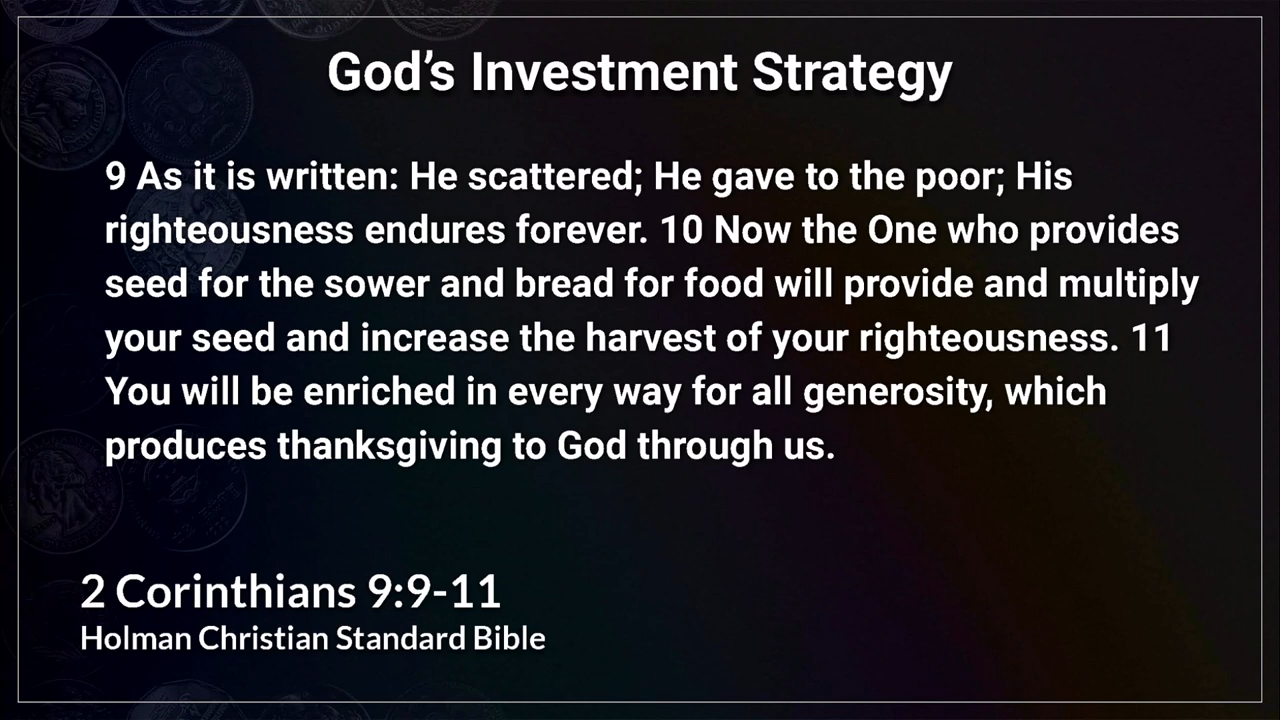 God’s Investment Strategy
9 As it is written: He scattered; He gave to the poor; His
righteousness endures forever. 10 Now the One who provides
seed for the sower and bread for food will provide and multiply
your seed and increase the harvest of your righteousness. 11
You will be enriched in every way for all generosity, which
produces thanksgiving to God through us.
2 Corinthians 9:9-11
Holman Christian Standard Bible